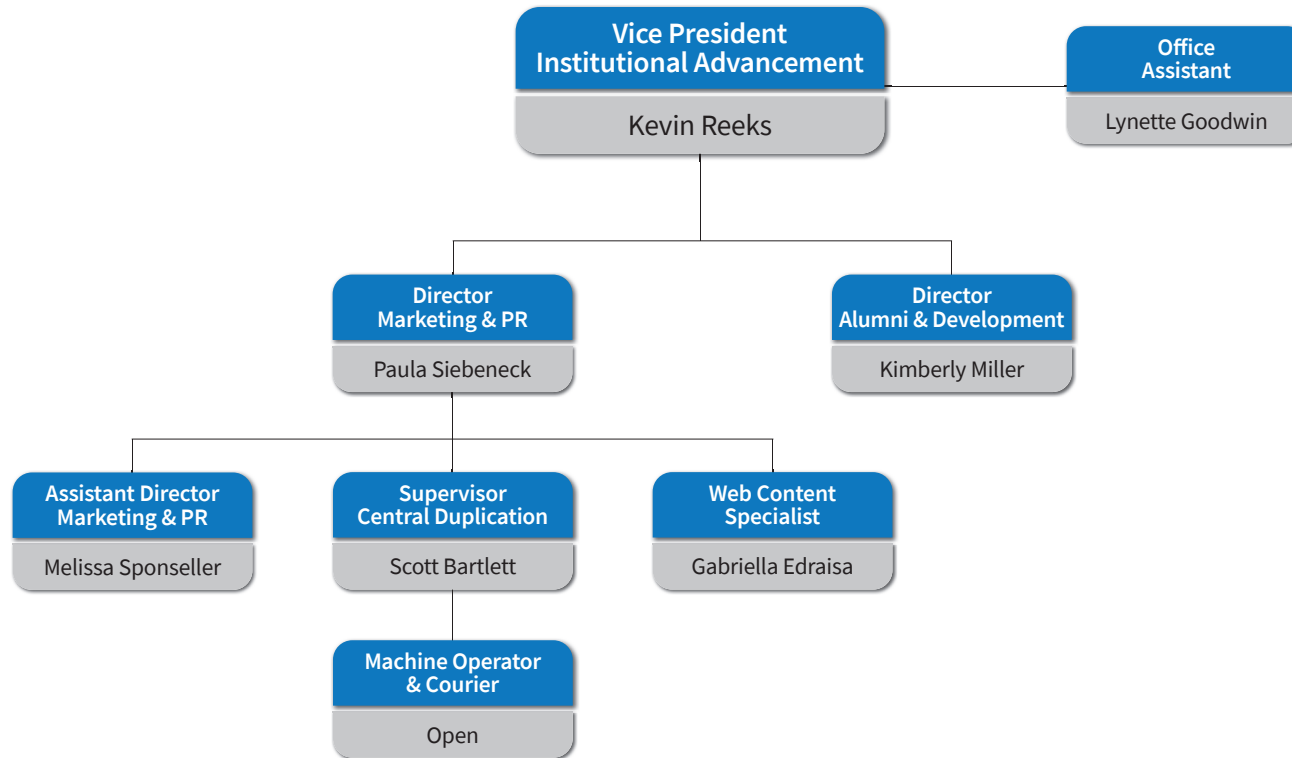 Vice President
Institutional Advancement
Kevin Reeks
Office
Assistant
Lynette Goodwin
Director
Marketing & PR
Paula Siebeneck
Director
Alumni & Development
Kimberly Miller
Assistant Director
Marketing & PR
Melissa Sponseller
Supervisor
Central Duplication
Scott Bartlett
Web Content
Specialist
Gabriella Edraisa
Machine Operator
& Courier
Open